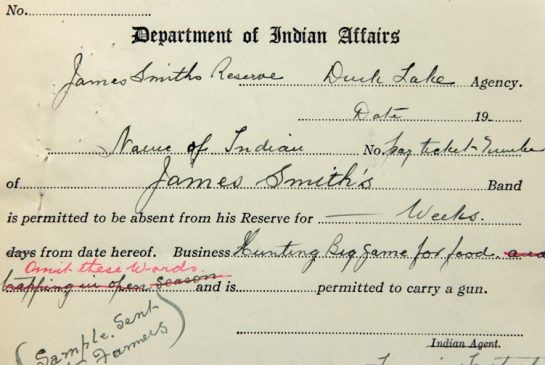 No.
Department of Indian Affairs
James Smiths Reserve Duck Lake Agency.
Date 19
Name of Indian No. pay ticket Number
of James Smith's Band
is permitted to be absent from his Reserve for — Weeks.
days from date hereof. Business Hunting Big Game for food. and
Omit these Words.
trapping in open season and is permitted to carry a gun.
Indian Agent.
(Sample. Sent
Farmers